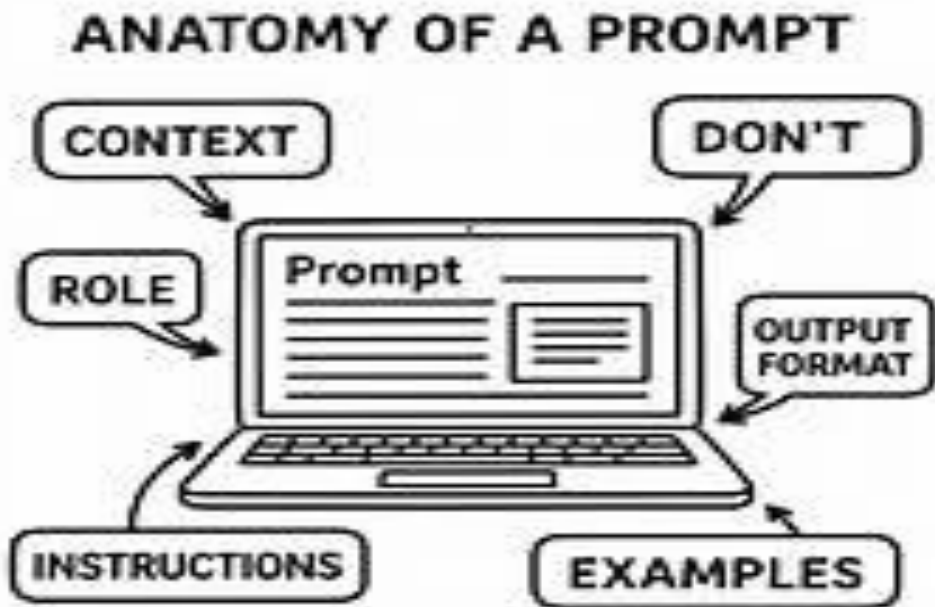 ANATOMY OF A PROMPT
CONTEXT
DON'T
ROLE
Prompt
OUTPUT
FORMAT
INSTRUCTIONS
EXAMPLES